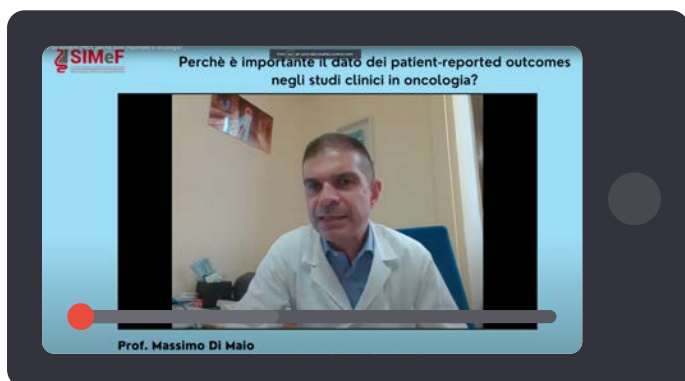 SIMeF
Perchè è importante il dato dei patient-reported outcomes
negli studi clinici in oncologia?
Prof. Massimo Di Maio